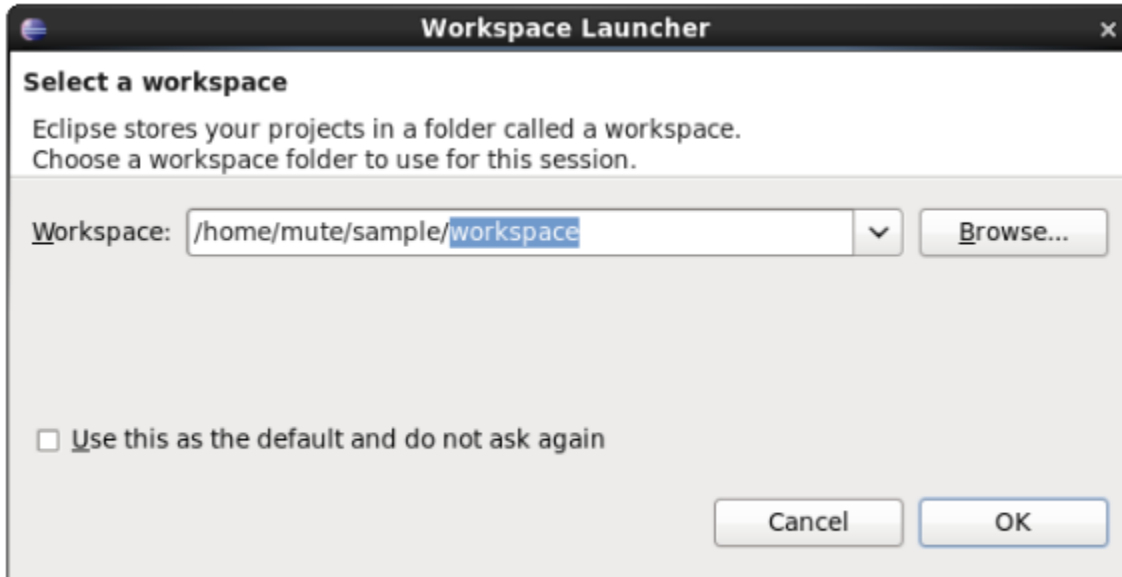 Workspace Launcher
Select a workspace
Eclipse stores your projects in a folder called a workspace.
Choose a workspace folder to use for this session.
Workspace: /home/mute/sample/workspace Browse...
Use this as the default and do not ask again
Cancel OK